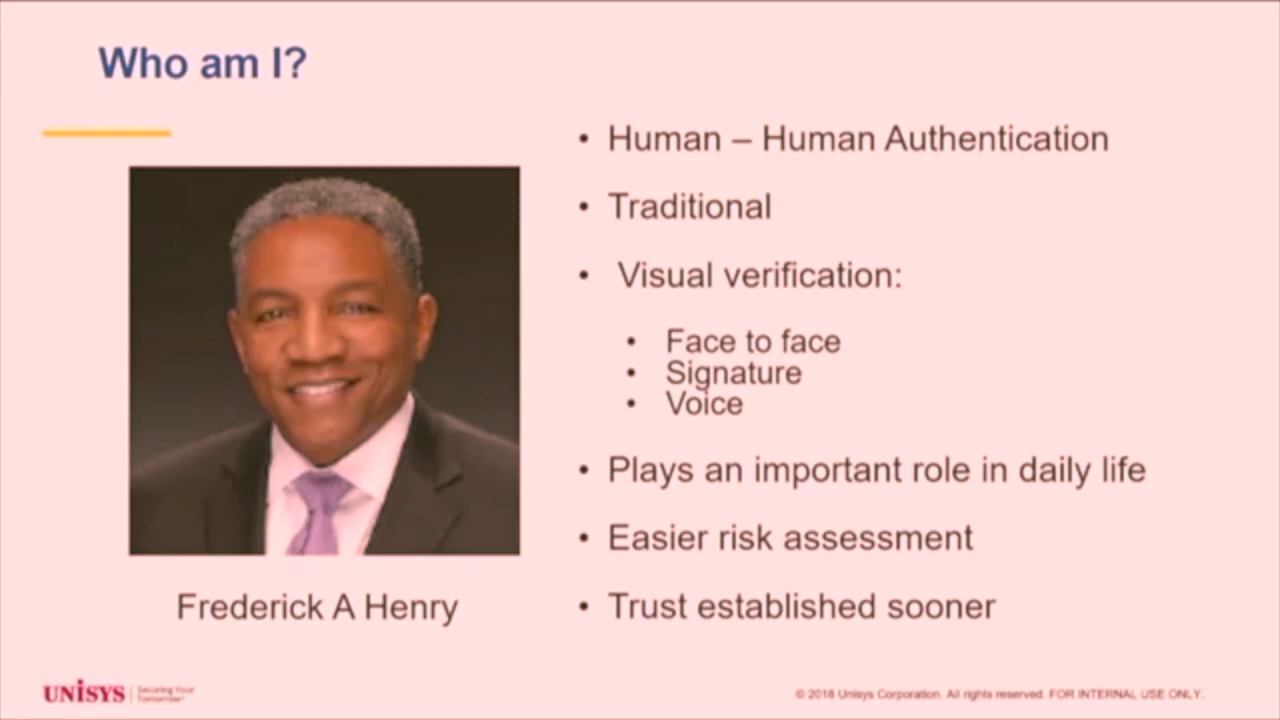 Who am I?
• Human – Human Authentication
• Traditional
• Visual verification:
• Face to face
• Signature
• Voice
• Plays an important role in daily life
• Easier risk assessment
• Trust established sooner
Frederick A Henry
UNISYS | Securing Your
Tomorrow®
© 2018 Unisys Corporation. All rights reserved. FOR INTERNAL USE ONLY.